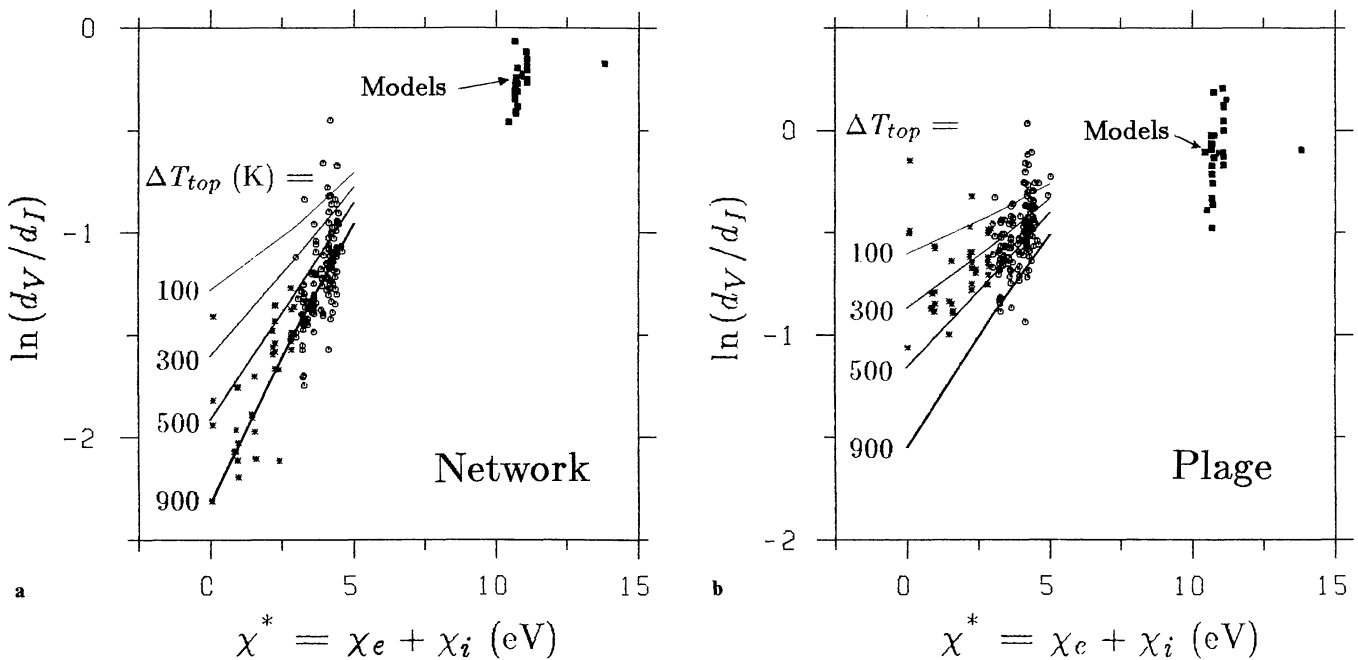 0
-1
-2
ln(d_V/d_I)
Models
ΔT_top (K) =
100
300
500
900
Network
0 5 10 15
a
χ* = χ_e + χ_i (eV)
0
-1
-2
ln(d_V/d_I)
ΔT_top =
Models
100
300
500
900
Plage
0 5 10 15
b
χ* = χ_e + χ_i (eV)